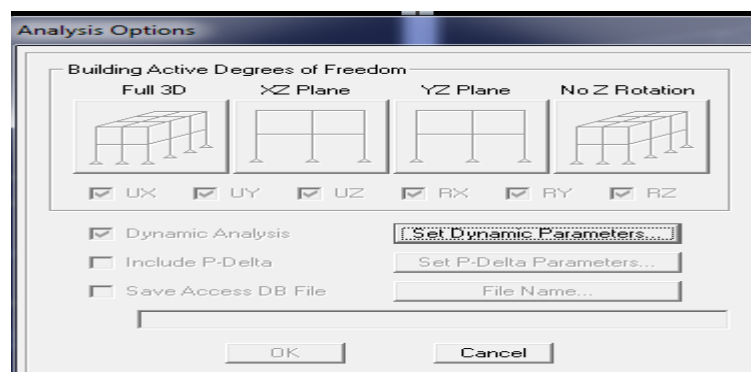 Analysis Options
Building Active Degrees of Freedom
Full 3D XZ Plane YZ Plane No Z Rotation
UX UY UZ RX RY RZ
Dynamic Analysis Set Dynamic Parameters...
Include P-Delta Set P-Delta Parameters...
Save Access DB File File Name...
OK Cancel